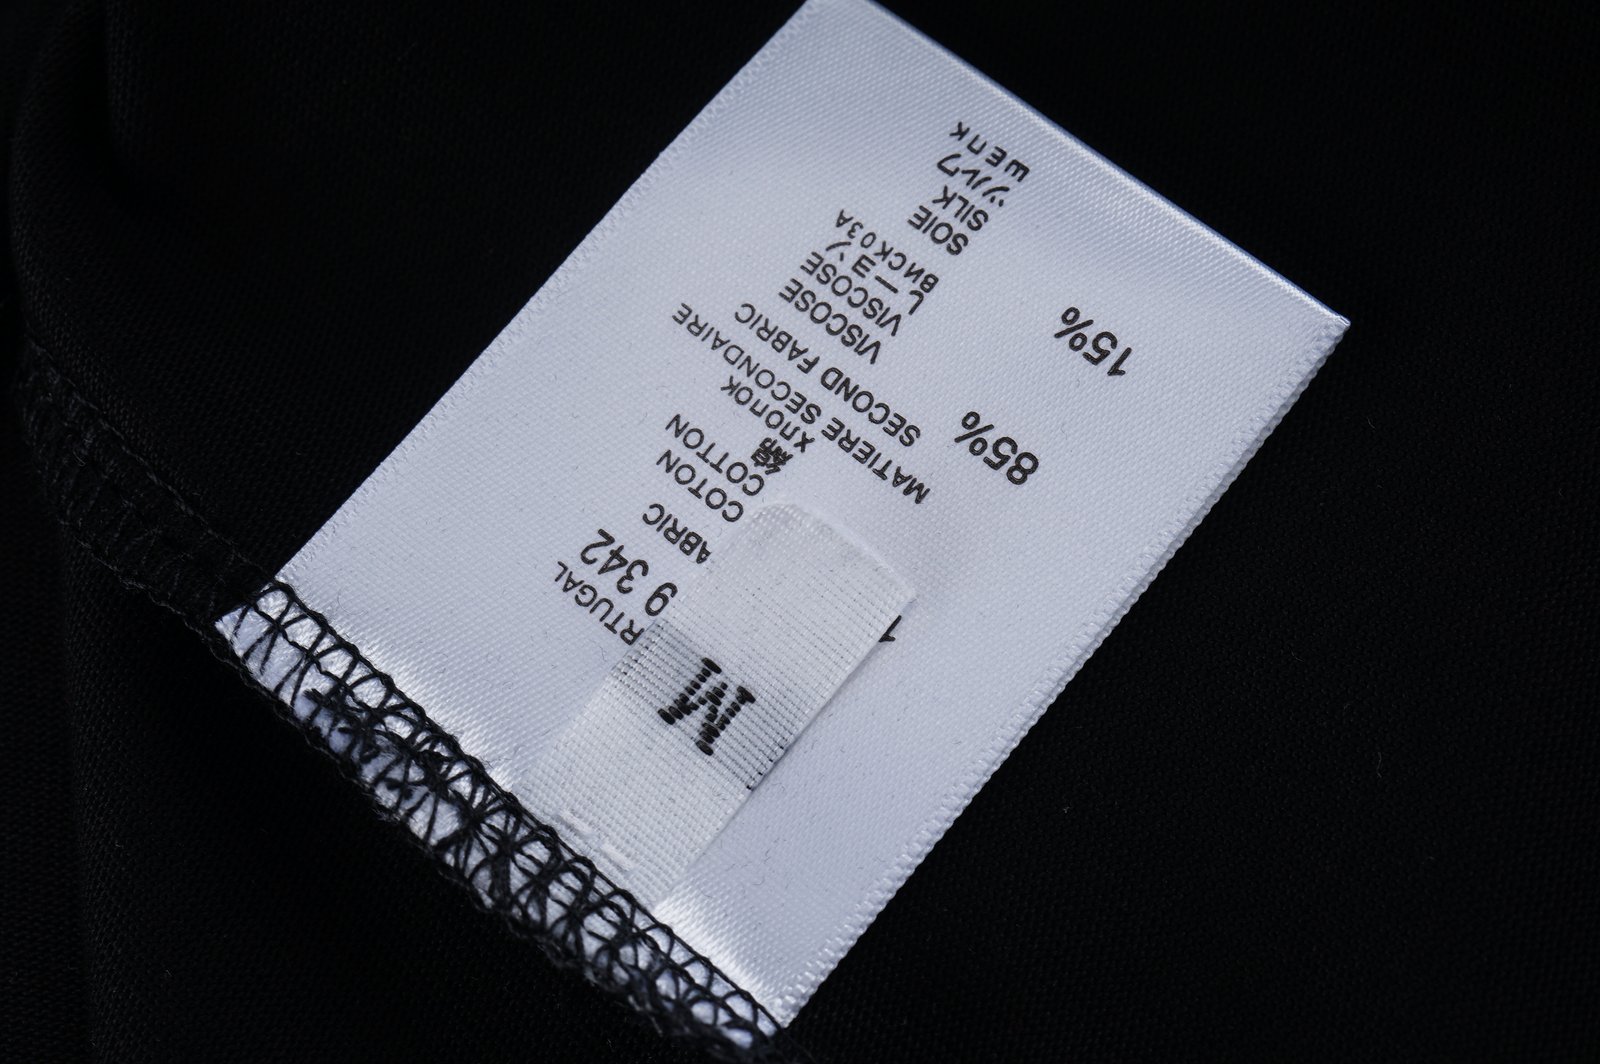 M
RTUGAL
9 342
ABRIC
1 COTON
COTTON
綿
хлопок
MATIERE SECONDAIRE
SECOND FABRIC
85% VISCOSE
VISCOSE
レーヨン
ВИСКОЗА
15% SOIE
SILK
シルク
шелк